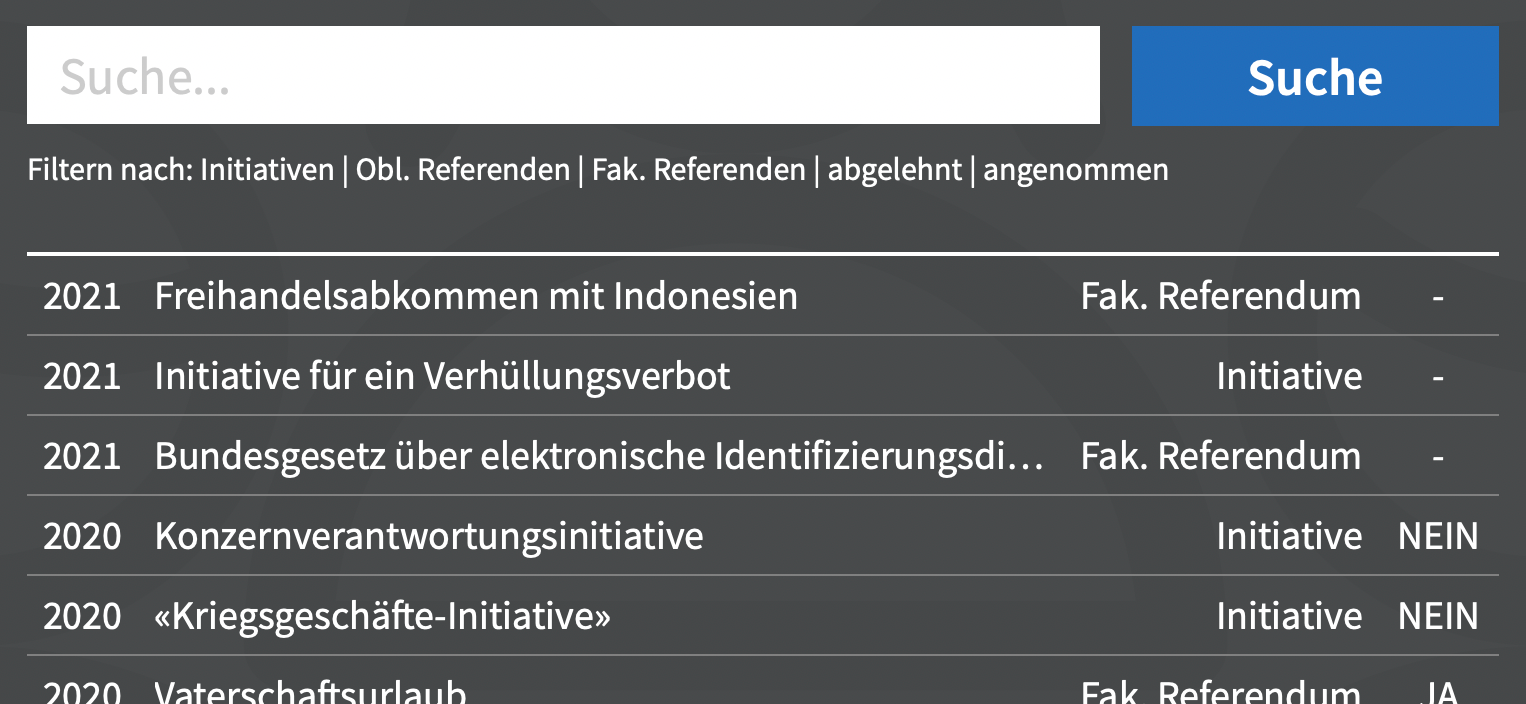 Suche...
Suche
Filtern nach: Initiativen | Obl. Referenden | Fak. Referenden | abgelehnt | angenommen
2021 Freihandelsabkommen mit Indonesien Fak. Referendum -
2021 Initiative für ein Verhüllungsverbot Initiative -
2021 Bundesgesetz über elektronische Identifizierungsdi... Fak. Referendum -
2020 Konzernverantwortungsinitiative Initiative NEIN
2020 «Kriegsgeschäfte-Initiative» Initiative NEIN
2020 Vaterschaftsurlaub Fak. Referendum JA